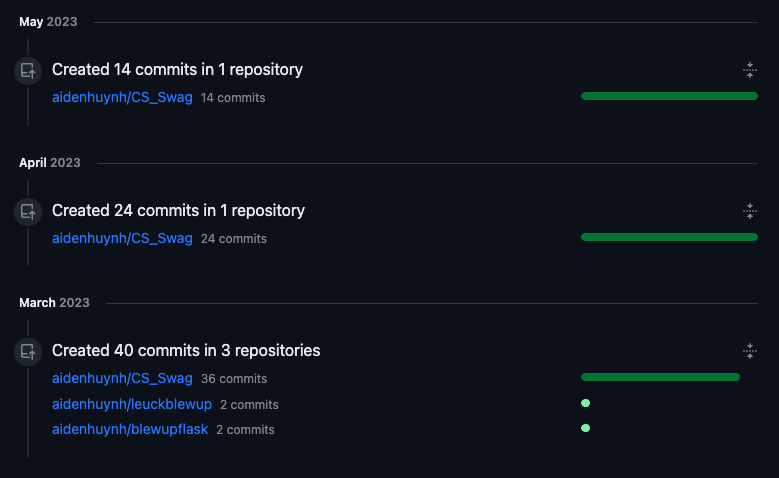 May 2023
Created 14 commits in 1 repository
aidenhuynh/CS_Swag 14 commits
April 2023
Created 24 commits in 1 repository
aidenhuynh/CS_Swag 24 commits
March 2023
Created 40 commits in 3 repositories
aidenhuynh/CS_Swag 36 commits
aidenhuynh/leuckblewup 2 commits
aidenhuynh/blewupflask 2 commits